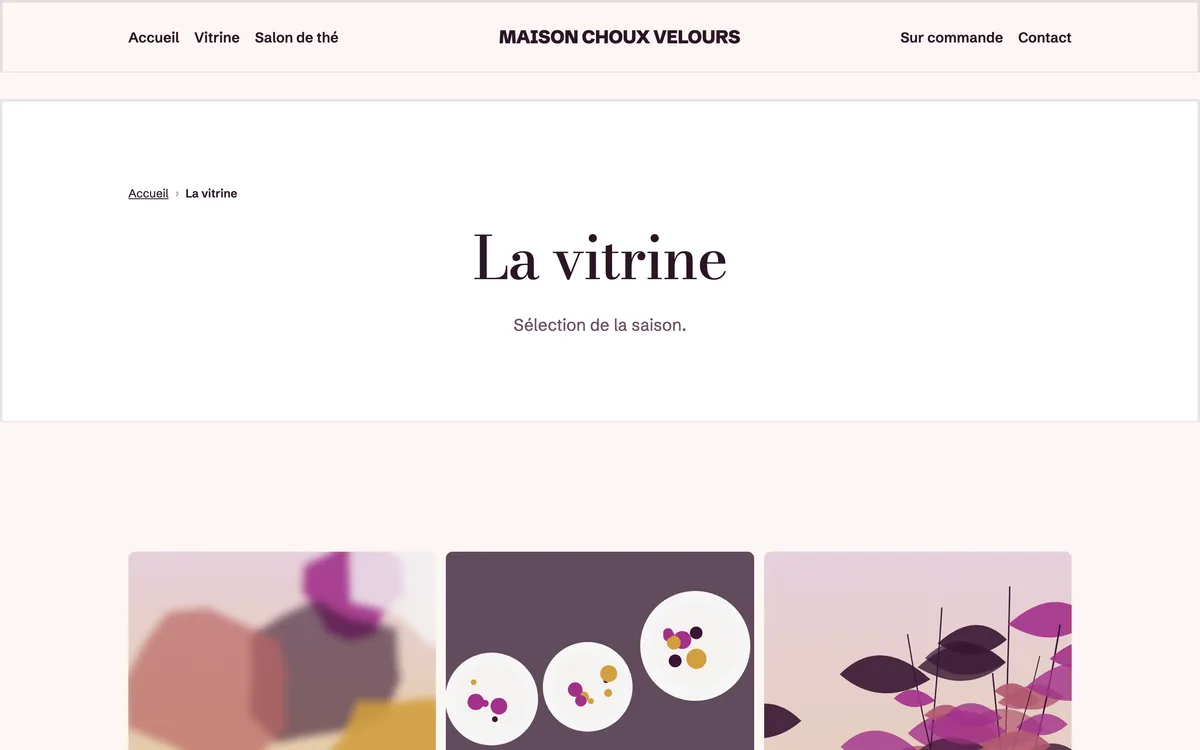 Accueil Vitrine Salon de thé MAISON CHOUX VELOURS Sur commande Contact
Accueil › La vitrine
La vitrine
Sélection de la saison.